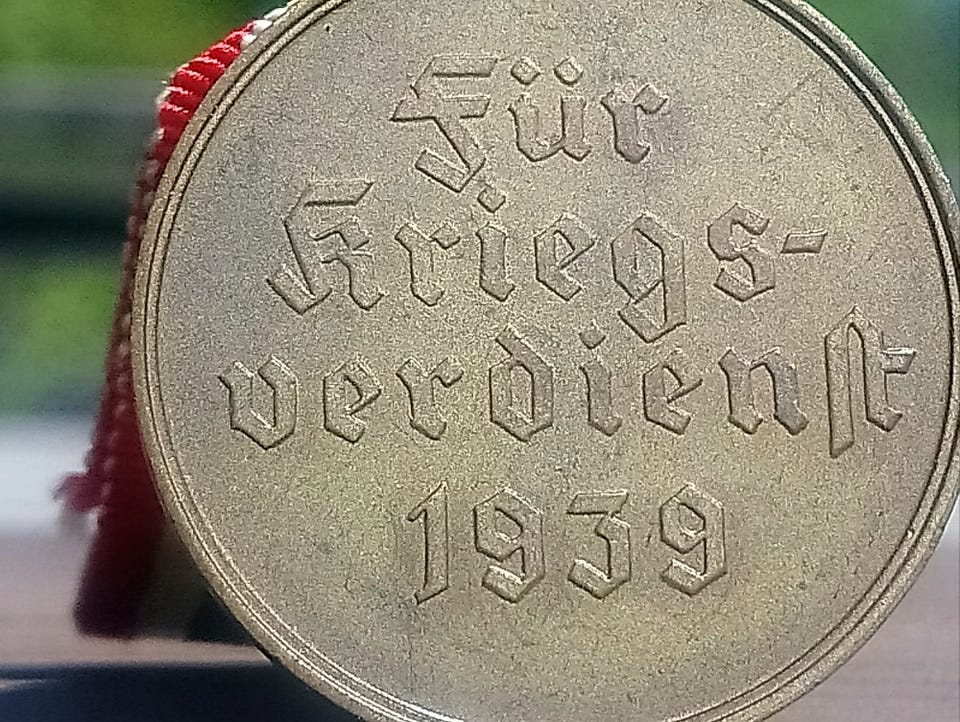 Für
Kriegs-
verdienſt
1939